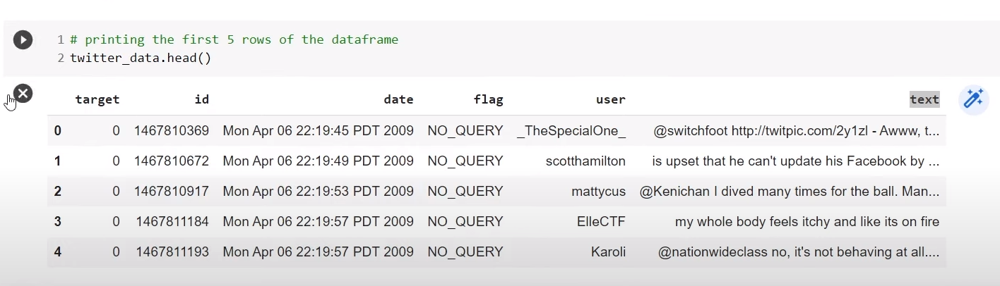 1 # printing the first 5 rows of the dataframe
2 twitter_data.head()
target id date flag user text
0 0 1467810369 Mon Apr 06 22:19:45 PDT 2009 NO_QUERY _TheSpecialOne_ @switchfoot http://twitpic.com/2y1zl - Awww, t...
1 0 1467810672 Mon Apr 06 22:19:49 PDT 2009 NO_QUERY scotthamilton is upset that he can't update his Facebook by ...
2 0 1467810917 Mon Apr 06 22:19:53 PDT 2009 NO_QUERY mattycus @Kenichan I dived many times for the ball. Man...
3 0 1467811184 Mon Apr 06 22:19:57 PDT 2009 NO_QUERY ElleCTF my whole body feels itchy and like its on fire
4 0 1467811193 Mon Apr 06 22:19:57 PDT 2009 NO_QUERY Karoli @nationwideclass no, it's not behaving at all....